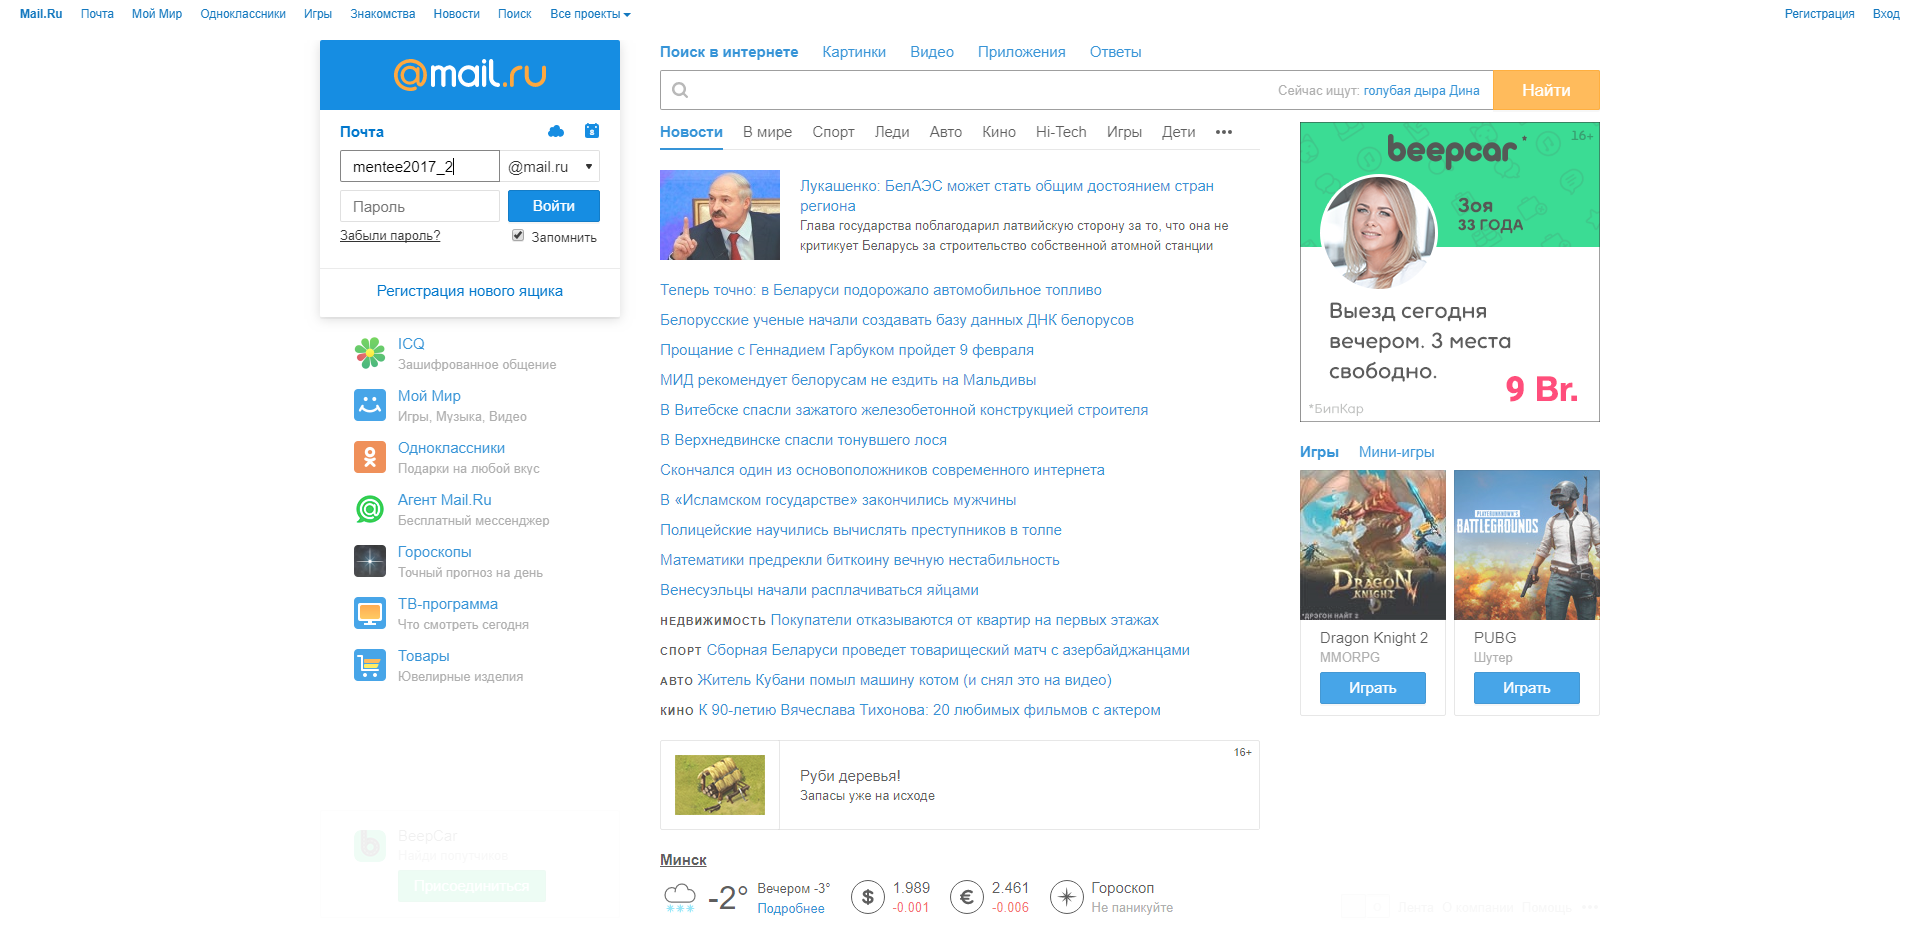 Mail.Ru Почта Мой Мир Одноклассники Игры Знакомства Новости Поиск Все проекты Регистрация Вход
@mail.ru
Почта
8
mentee2017_2 @mail.ru
Пароль Войти
Забыли пароль? Запомнить
Регистрация нового ящика
ICQ
Зашифрованное общение
Мой Мир
Игры, Музыка, Видео
Одноклассники
Подарки на любой вкус
Агент Mail.Ru
Бесплатный мессенджер
Гороскопы
Точный прогноз на день
ТВ-программа
Что смотреть сегодня
Товары
Ювелирные изделия
BeepCar
Найди попутчиков
Присоединиться
Поиск в интернете Картинки Видео Приложения Ответы
Сейчас ищут: голубая дыра Дина Найти
Новости В мире Спорт Леди Авто Кино Hi-Tech Игры Дети •••
Лукашенко: БелАЭС может стать общим достоянием стран
региона
Глава государства поблагодарил латвийскую сторону за то, что она не
критикует Беларусь за строительство собственной атомной станции
Теперь точно: в Беларуси подорожало автомобильное топливо
Белорусские ученые начали создавать базу данных ДНК белорусов
Прощание с Геннадием Гарбуком пройдет 9 февраля
МИД рекомендует белорусам не ездить на Мальдивы
В Витебске спасли зажатого железобетонной конструкцией строителя
В Верхнедвинске спасли тонувшего лося
Скончался один из основоположников современного интернета
В «Исламском государстве» закончились мужчины
Полицейские научились вычислять преступников в толпе
Математики предрекли биткоину вечную нестабильность
Венесуэльцы начали расплачиваться яйцами
НЕДВИЖИМОСТЬ Покупатели отказываются от квартир на первых этажах
СПОРТ Сборная Беларуси проведет товарищеский матч с азербайджанцами
АВТО Житель Кубани помыл машину котом (и снял это на видео)
КИНО К 90-летию Вячеслава Тихонова: 20 любимых фильмов с актером
16+
Руби деревья!
Запасы уже на исходе
Минск
-2° Вечером -3° $ 1.989 € 2.461 Гороскоп
Подробнее -0.001 -0.006 Не паникуйте
beepcar* 16+
Зоя
33 ГОДА
Выезд сегодня
вечером. 3 места
свободно.
9 Br.
*БипКар
Игры Мини-игры
DRAGON
KNIGHT
*ДРЭГОН НАЙТ 2
PLAYERUNKNOWN'S
BATTLEGROUNDS
Dragon Knight 2 PUBG
MMORPG Шутер
Играть Играть
Лента О компании Помощь •••